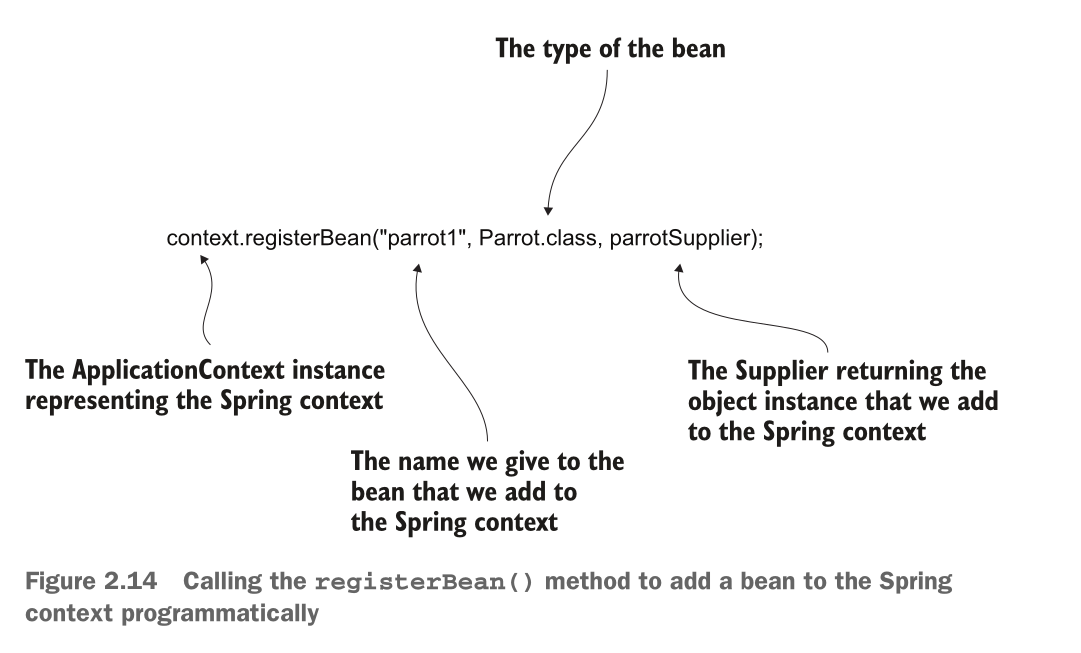 The type of the bean
context.registerBean("parrot1", Parrot.class, parrotSupplier);
The ApplicationContext instance
representing the Spring context
The name we give to the
bean that we add to
the Spring context
The Supplier returning the
object instance that we add
to the Spring context
Figure 2.14 Calling the registerBean() method to add a bean to the Spring
context programmatically